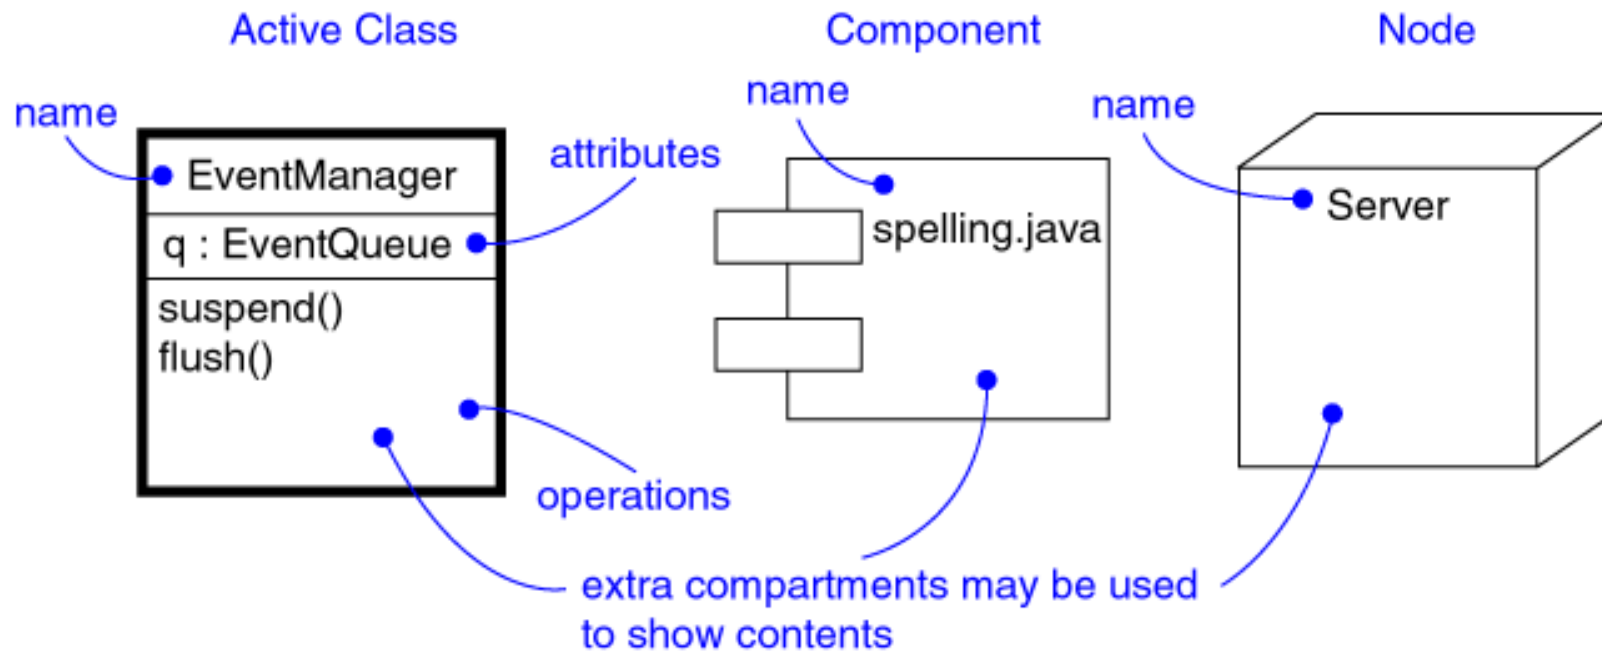 Active Class
Component
Node
name
name
name
EventManager
attributes
q : EventQueue
suspend()
flush()
operations
spelling.java
Server
extra compartments may be used
to show contents